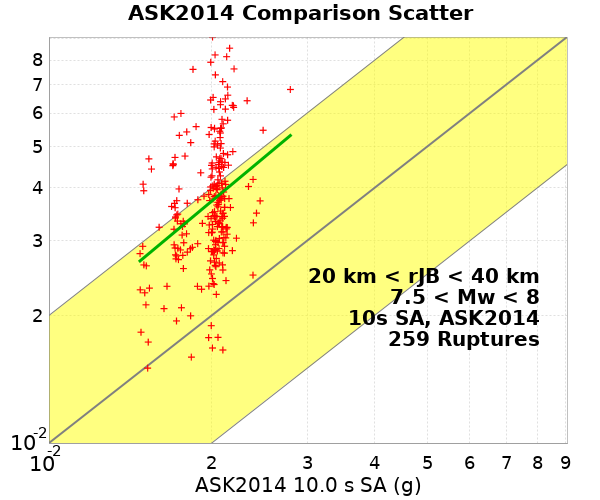 ASK2014 Comparison Scatter
8
7
6
5
4
3
2
10-2
20 km < rJB < 40 km
7.5 < Mw < 8
10s SA, ASK2014
259 Ruptures
10-2
2 3 4 5 6 7 8 9
ASK2014 10.0 s SA (g)